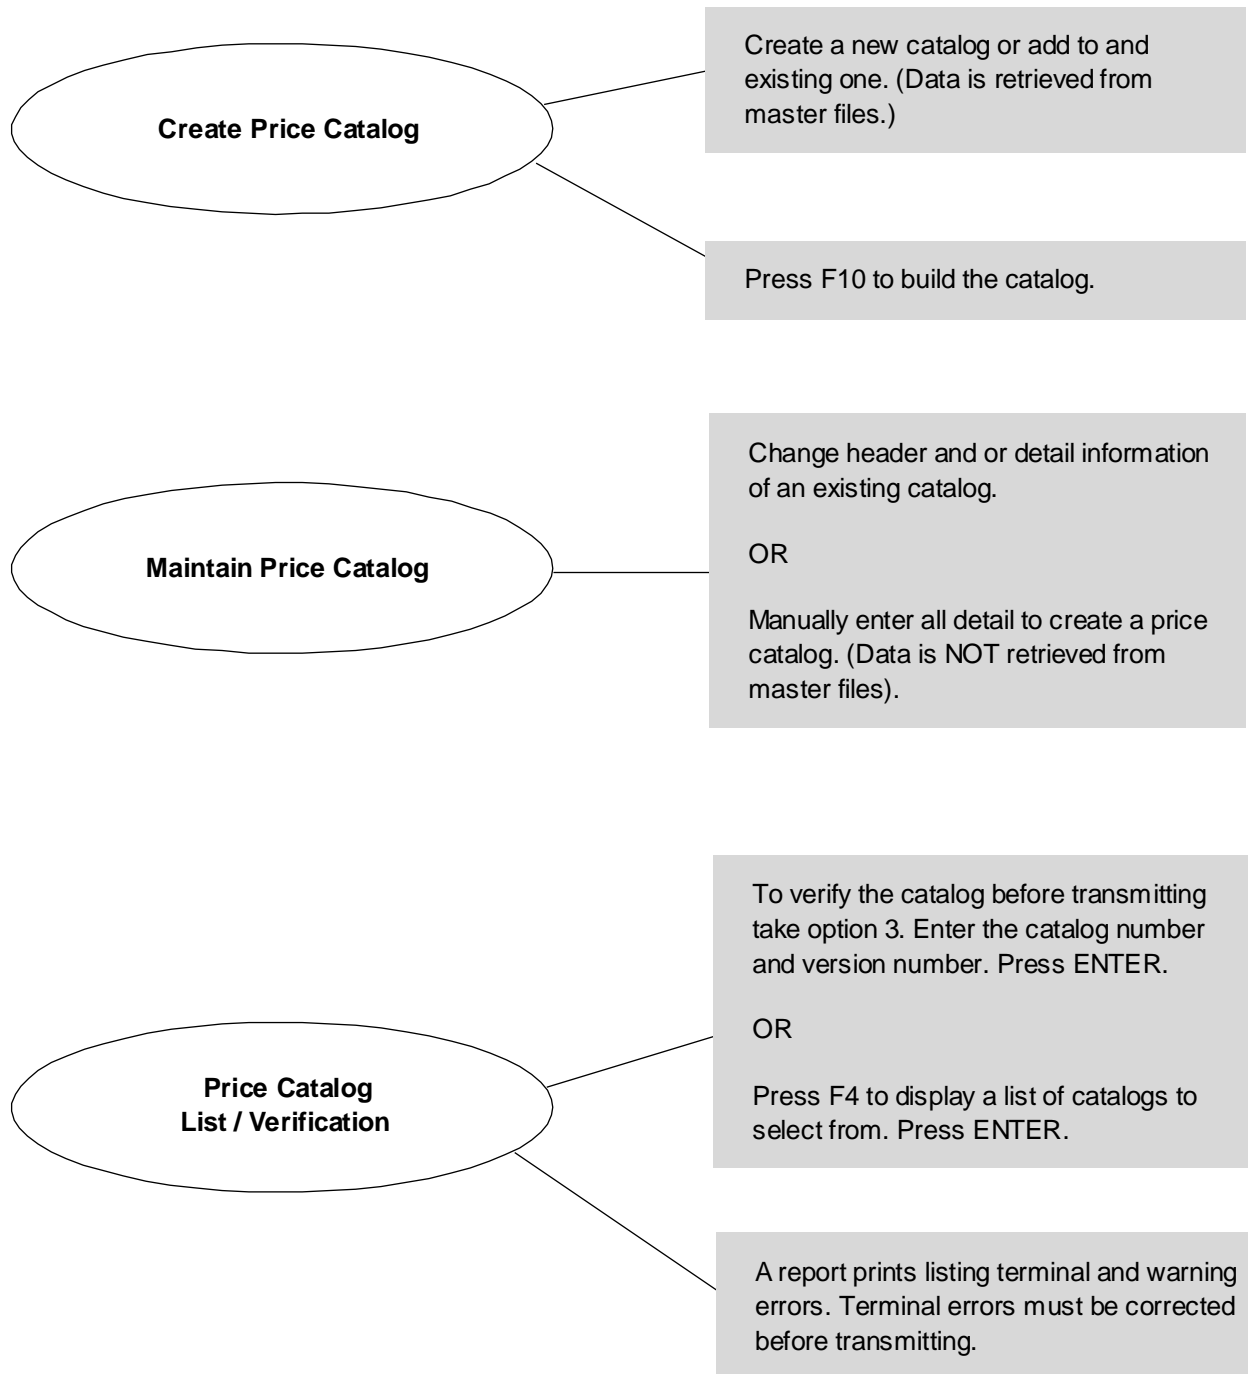 Create Price Catalog
Create a new catalog or add to and
existing one. (Data is retrieved from
master files.)
Press F10 to build the catalog.
Maintain Price Catalog
Change header and or detail information
of an existing catalog.
OR
Manually enter all detail to create a price
catalog. (Data is NOT retrieved from
master files).
Price Catalog
List / Verification
To verify the catalog before transmitting
take option 3. Enter the catalog number
and version number. Press ENTER.
OR
Press F4 to display a list of catalogs to
select from. Press ENTER.
A report prints listing terminal and warning
errors. Terminal errors must be corrected
before transmitting.